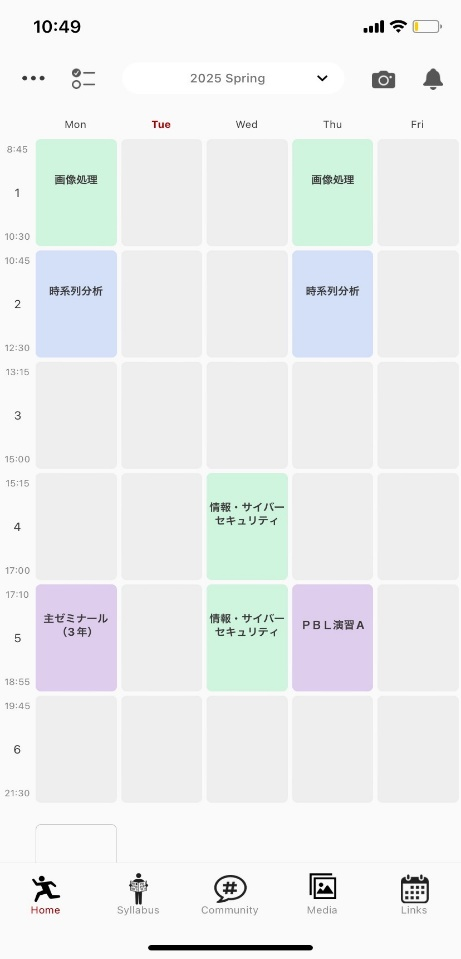 10:49
2025 Spring
Mon Tue Wed Thu Fri
8:45
1
10:30
画像処理
画像処理
10:45
2
12:30
時系列分析
時系列分析
13:15
3
15:00
15:15
4
17:00
情報・サイバー
セキュリティ
17:10
5
18:55
主ゼミナール
（３年）
情報・サイバー
セキュリティ
ＰＢＬ演習Ａ
19:45
6
21:30
Home Syllabus Community Media Links